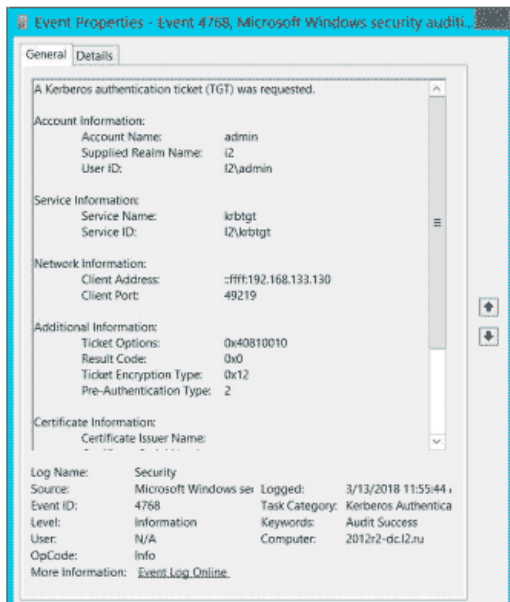 Event Properties - Event 4768, Microsoft Windows security auditi...
General Details
A Kerberos authentication ticket (TGT) was requested.
Account Information:
Account Name: admin
Supplied Realm Name: i2
User ID: I2\admin
Service Information:
Service Name: krbtgt
Service ID: I2\krbtgt
Network Information:
Client Address: ::ffff:192.168.133.130
Client Port: 49219
Additional Information:
Ticket Options: 0x40810010
Result Code: 0x0
Ticket Encryption Type: 0x12
Pre-Authentication Type: 2
Certificate Information:
Certificate Issuer Name:
Log Name: Security
Source: Microsoft Windows sec Logged: 3/13/2018 11:55:44
Event ID: 4768 Task Category: Kerberos Authentica
Level: Information Keywords: Audit Success
User: N/A Computer: 2012r2-dc.I2.ru
OpCode: Info
More Information: Event Log Online